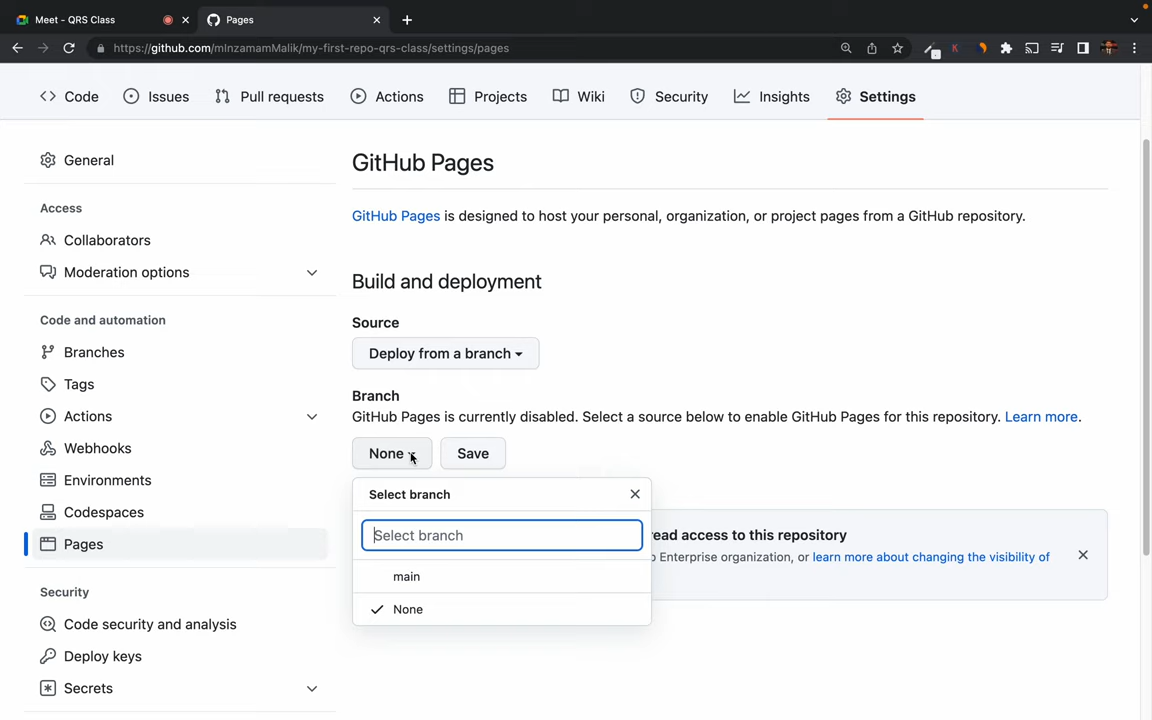 Meet - QRS Class
Pages
https://github.com/mInzamamMalik/my-first-repo-qrs-class/settings/pages
Code
Issues
Pull requests
Actions
Projects
Wiki
Security
Insights
Settings
General
Access
Collaborators
Moderation options
Code and automation
Branches
Tags
Actions
Webhooks
Environments
Codespaces
Pages
Security
Code security and analysis
Deploy keys
Secrets
GitHub Pages
GitHub Pages is designed to host your personal, organization, or project pages from a GitHub repository.
Build and deployment
Source
Deploy from a branch
Branch
GitHub Pages is currently disabled. Select a source below to enable GitHub Pages for this repository. Learn more.
None
Save
Select branch
Select branch
main
None
read access to this repository
Enterprise organization, or learn more about changing the visibility of